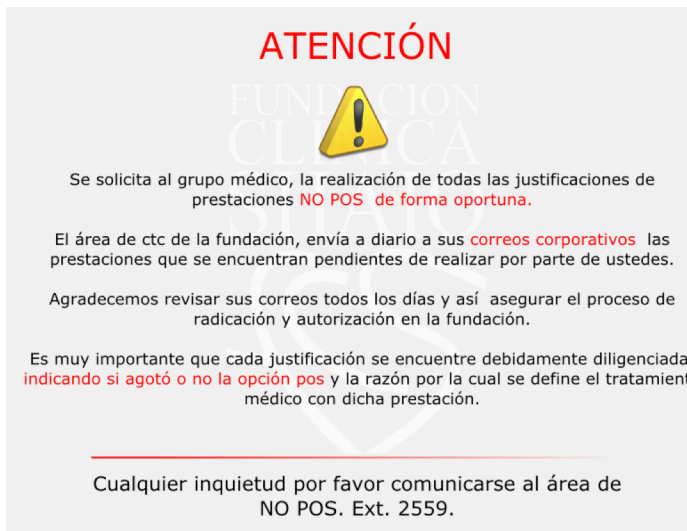 ATENCIÓN
FUNDACION
CLINICA
SHAIO
Se solicita al grupo médico, la realización de todas las justificaciones de
prestaciones NO POS de forma oportuna.
El área de ctc de la fundación, envía a diario a sus correos corporativos las
prestaciones que se encuentran pendientes de realizar por parte de ustedes.
Agradecemos revisar sus correos todos los días y así asegurar el proceso de
radicación y autorización en la fundación.
Es muy importante que cada justificación se encuentre debidamente diligenciada
indicando si agotó o no la opción pos y la razón por la cual se define el tratamient
médico con dicha prestación.
Cualquier inquietud por favor comunicarse al área de
NO POS. Ext. 2559.